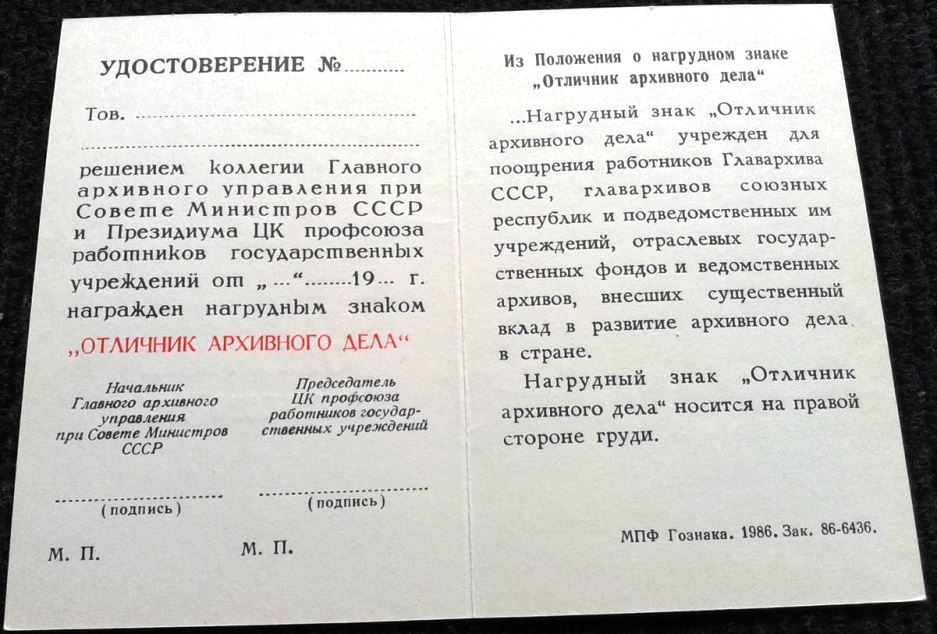 УДОСТОВЕРЕНИЕ №..........
Тов. ........................................
........................................
решением коллегии Главного
архивного управления при
Совете Министров СССР
и Президиума ЦК профсоюза
работников государственных
учреждений от „ ...“........19... г.
награжден нагрудным знаком
„ОТЛИЧНИК АРХИВНОГО ДЕЛА“
Начальник
Главного архивного
управления
при Совете Министров
СССР
(подпись)
М. П.
Председатель
ЦК профсоюза
работников государ-
ственных учреждений
(подпись)
М. П.
Из Положения о нагрудном знаке
„Отличник архивного дела“
...Нагрудный знак „Отличник
архивного дела“ учрежден для
поощрения работников Главархива
СССР, главархивов союзных
республик и подведомственных им
учреждений, отраслевых государ-
ственных фондов и ведомственных
архивов, внесших существенный
вклад в развитие архивного дела
в стране.
Нагрудный знак „Отличник
архивного дела“ носится на правой
стороне груди.
МПФ Гознака. 1986. Зак. 86-6436.